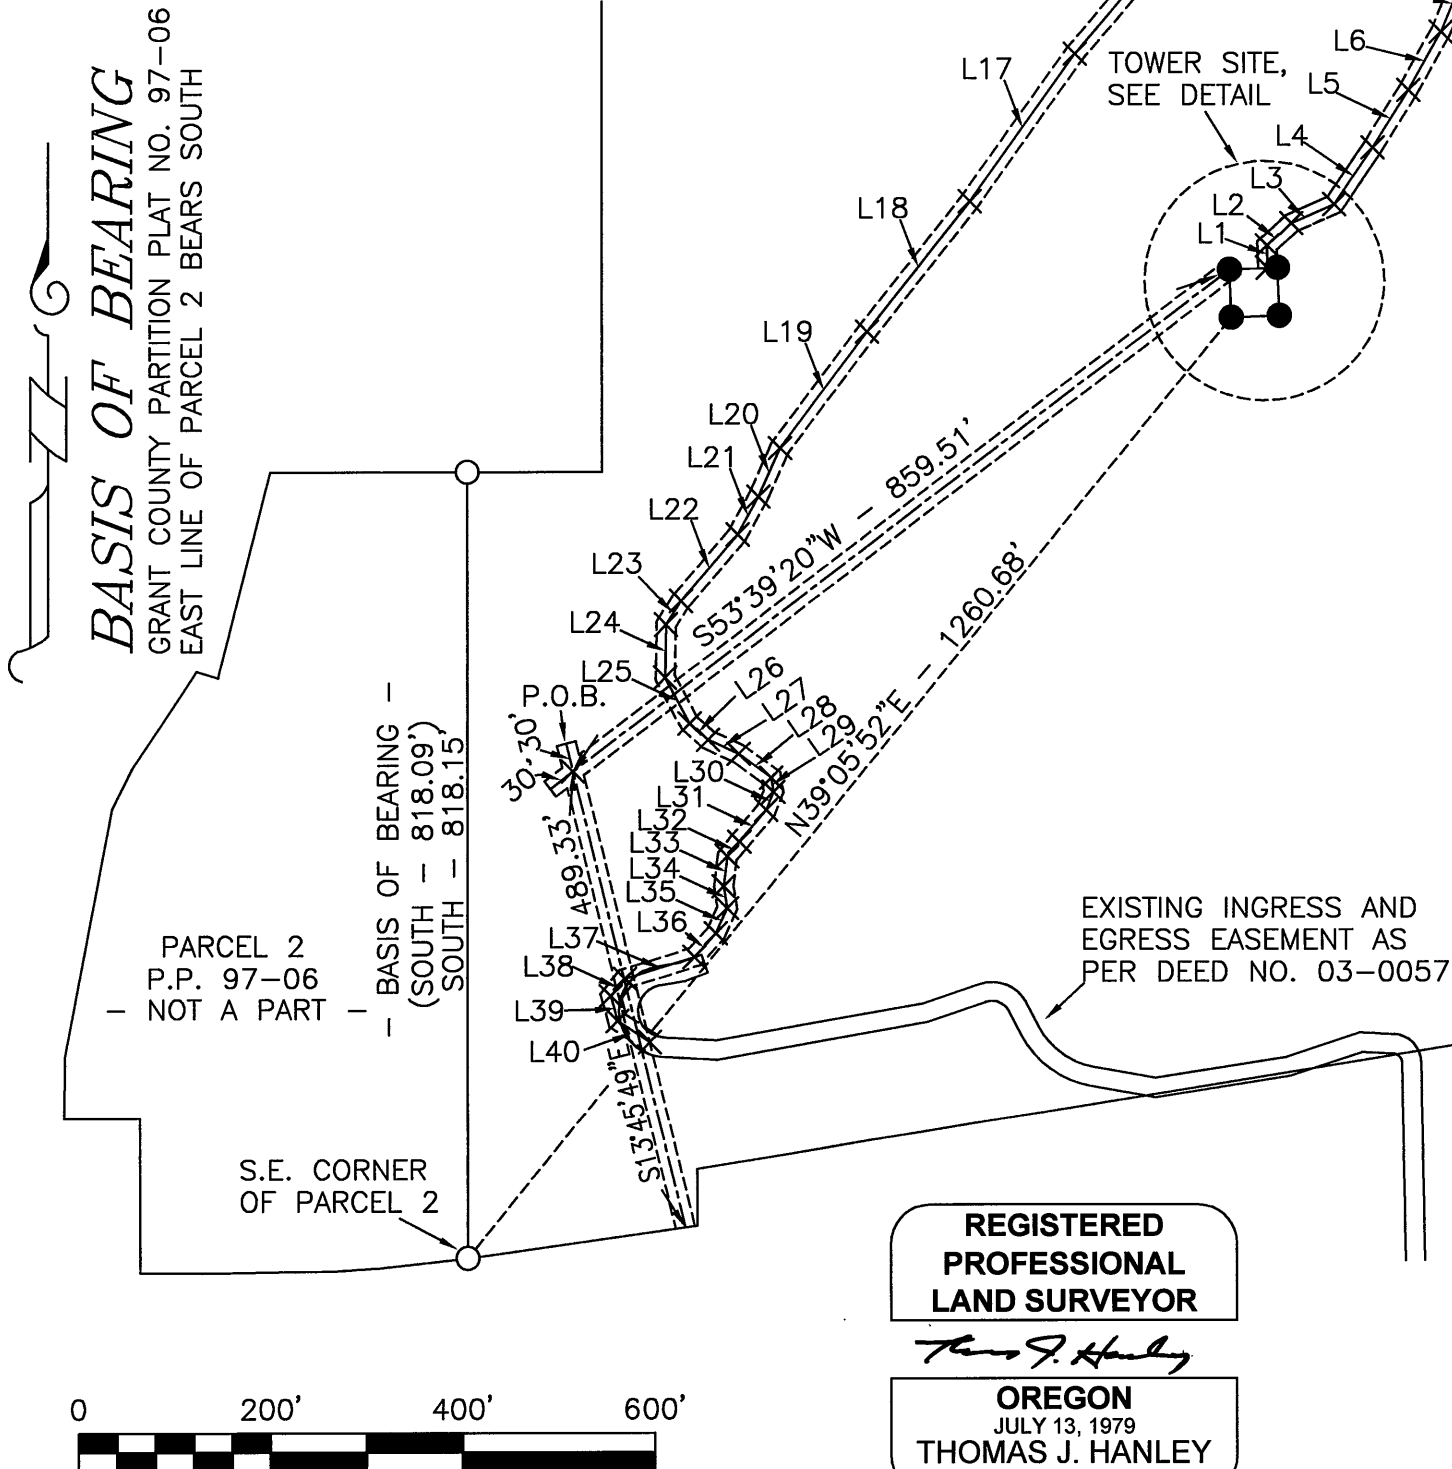 BASIS OF BEARING
GRANT COUNTY PARTITION PLAT NO. 97-06
EAST LINE OF PARCEL 2 BEARS SOUTH
L17
TOWER SITE,
SEE DETAIL
L6
L5
L4
L3
L2
L1
L18
L19
L20
L21
L22
L23
L24
L25
S53°39'20"W - 859.51'
N39°05'52"E - 1260.68'
P.O.B.
30'
30'
L26
L27
L28
L29
L30
L31
L32
L33
L34
L35
L36
L37
L38
L39
L40
489.33'
S13°45'49"E
- BASIS OF BEARING -
(SOUTH - 818.09')
SOUTH - 818.15'
PARCEL 2
P.P. 97-06
- NOT A PART -
EXISTING INGRESS AND
EGRESS EASEMENT AS
PER DEED NO. 03-0057
S.E. CORNER
OF PARCEL 2
REGISTERED
PROFESSIONAL
LAND SURVEYOR
Thomas J. Hanley
OREGON
JULY 13, 1979
THOMAS J. HANLEY
0 200' 400' 600'